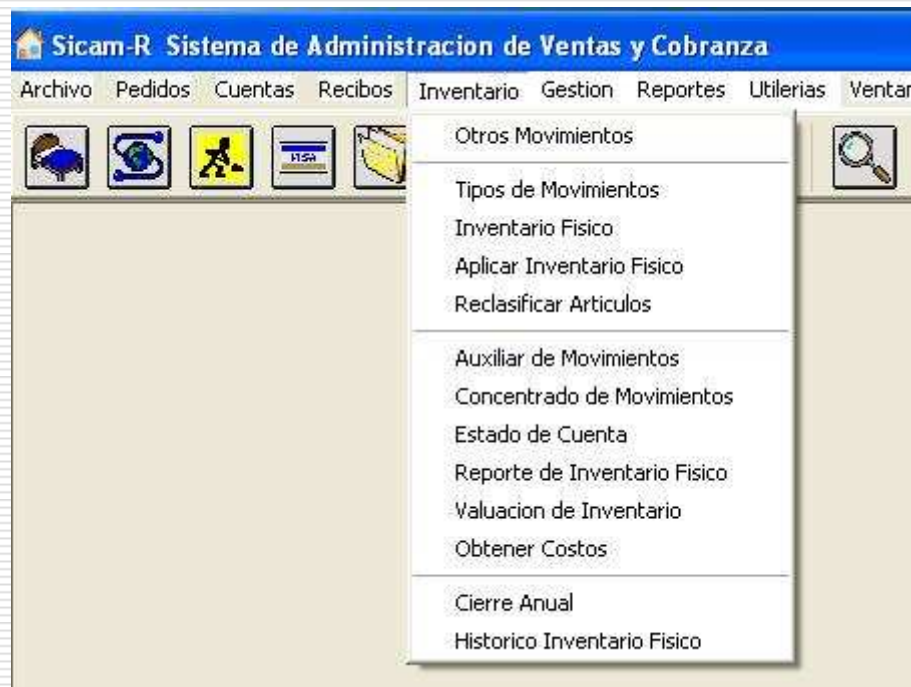 Sicam-R Sistema de Administracion de Ventas y Cobranza
Archivo Pedidos Cuentas Recibos Inventario Gestion Reportes Utilerias
VISA
Otros Movimientos
Tipos de Movimientos
Inventario Fisico
Aplicar Inventario Fisico
Reclasificar Articulos
Auxiliar de Movimientos
Concentrado de Movimientos
Estado de Cuenta
Reporte de Inventario Fisico
Valuacion de Inventario
Obtener Costos
Cierre Anual
Historico Inventario Fisico